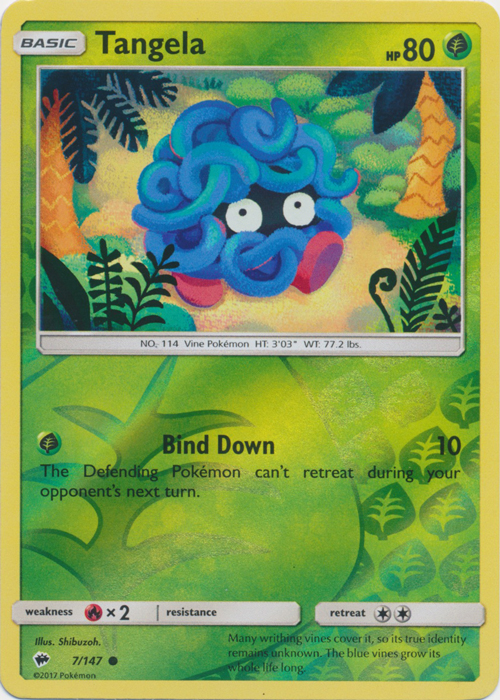 BASIC Tangela HP 80
NO. 114 Vine Pokémon HT: 3'03" WT: 77.2 lbs.
Bind Down 10
The Defending Pokémon can't retreat during your
opponent's next turn.
weakness ×2 resistance retreat
Illus. Shibuzoh.
7/147
©2017 Pokémon
Many writhing vines cover it, so its true identity
remains unknown. The blue vines grow its
whole life long.